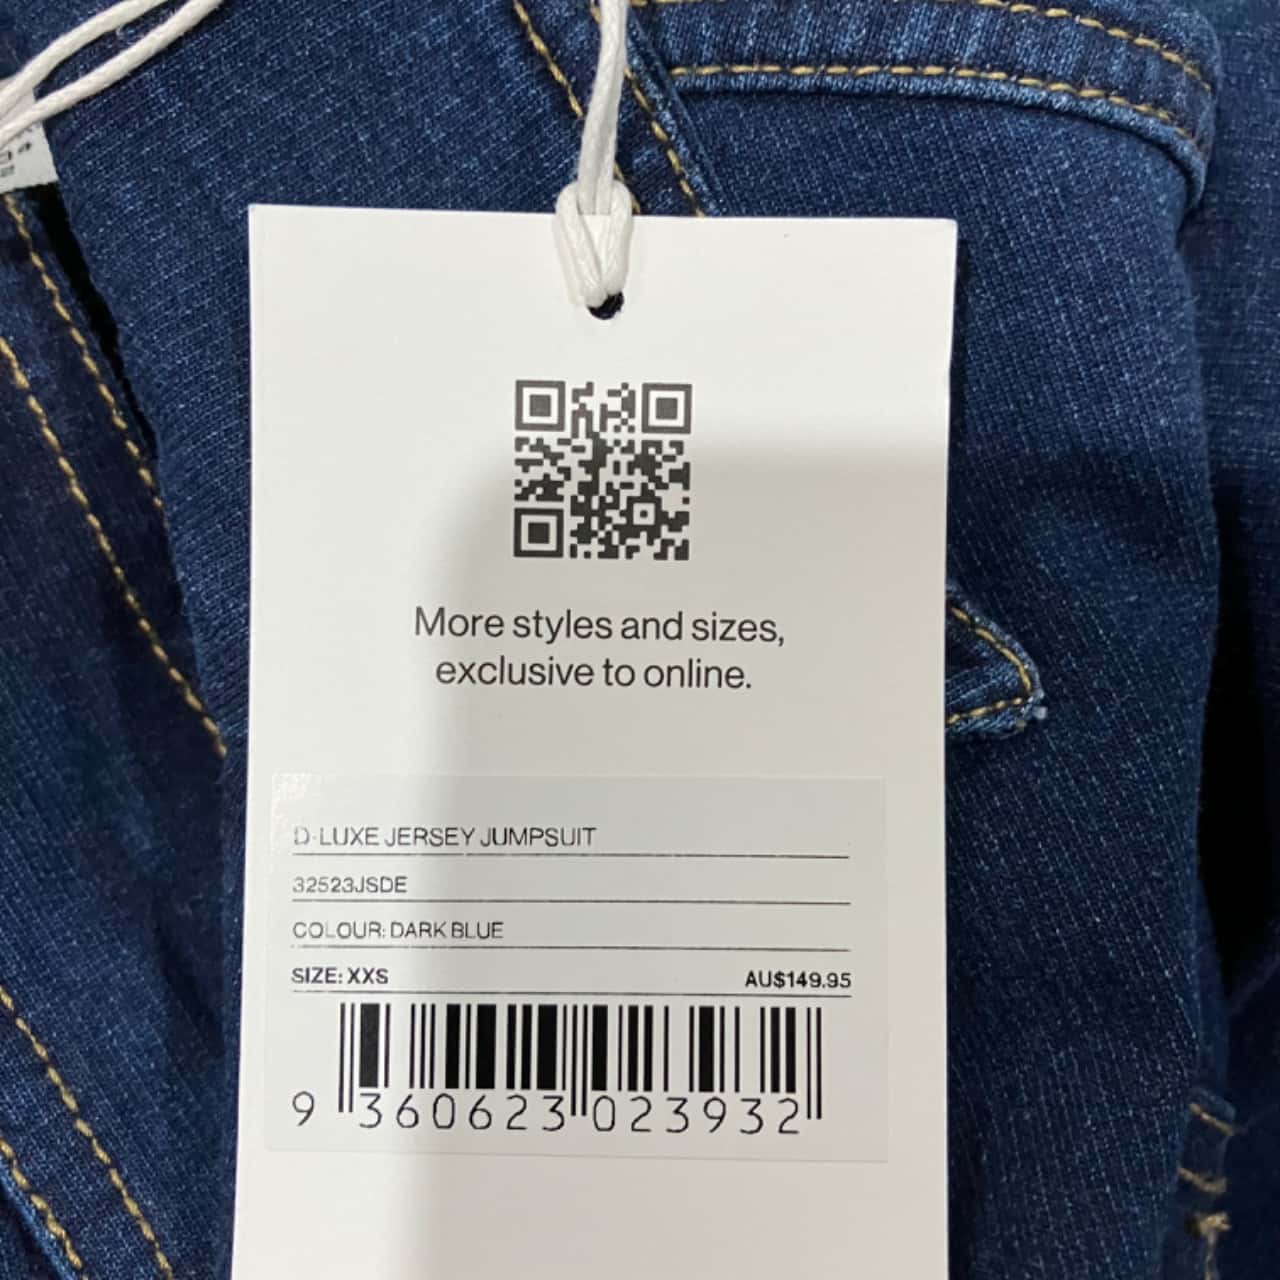 More styles and sizes,
exclusive to online.
D-LUXE JERSEY JUMPSUIT
32523JSDE
COLOUR: DARK BLUE
SIZE: XXS AU$149.95
9 360623 023932